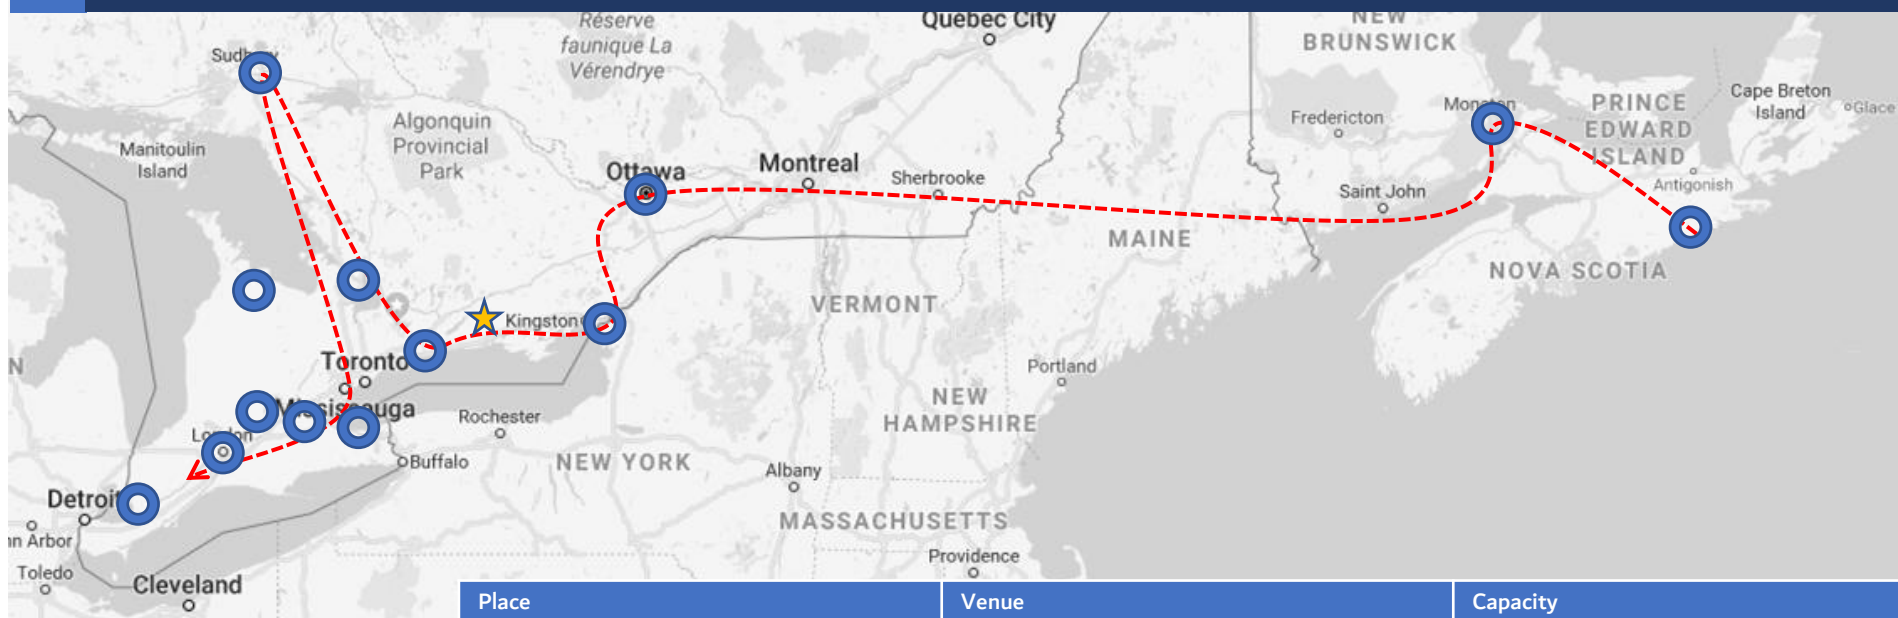 Quebec City
NEW
BRUNSWICK
Réserve
faunique La
Vérendrye
Sudbury
Algonquin
Provincial
Park
Manitoulin
Island
Ottawa
Montreal
Sherbrooke
Fredericton
Moncton
PRINCE
EDWARD
ISLAND
Cape Breton
Island
Glace
Antigonish
Saint John
MAINE
NOVA SCOTIA
VERMONT
Kingston
Toronto
Mississauga
Portland
NEW
HAMPSHIRE
Rochester
London
Buffalo
NEW YORK
Albany
Detroit
MASSACHUSETTS
nn Arbor
Providence
Toledo
Cleveland
N
Place
Venue
Capacity